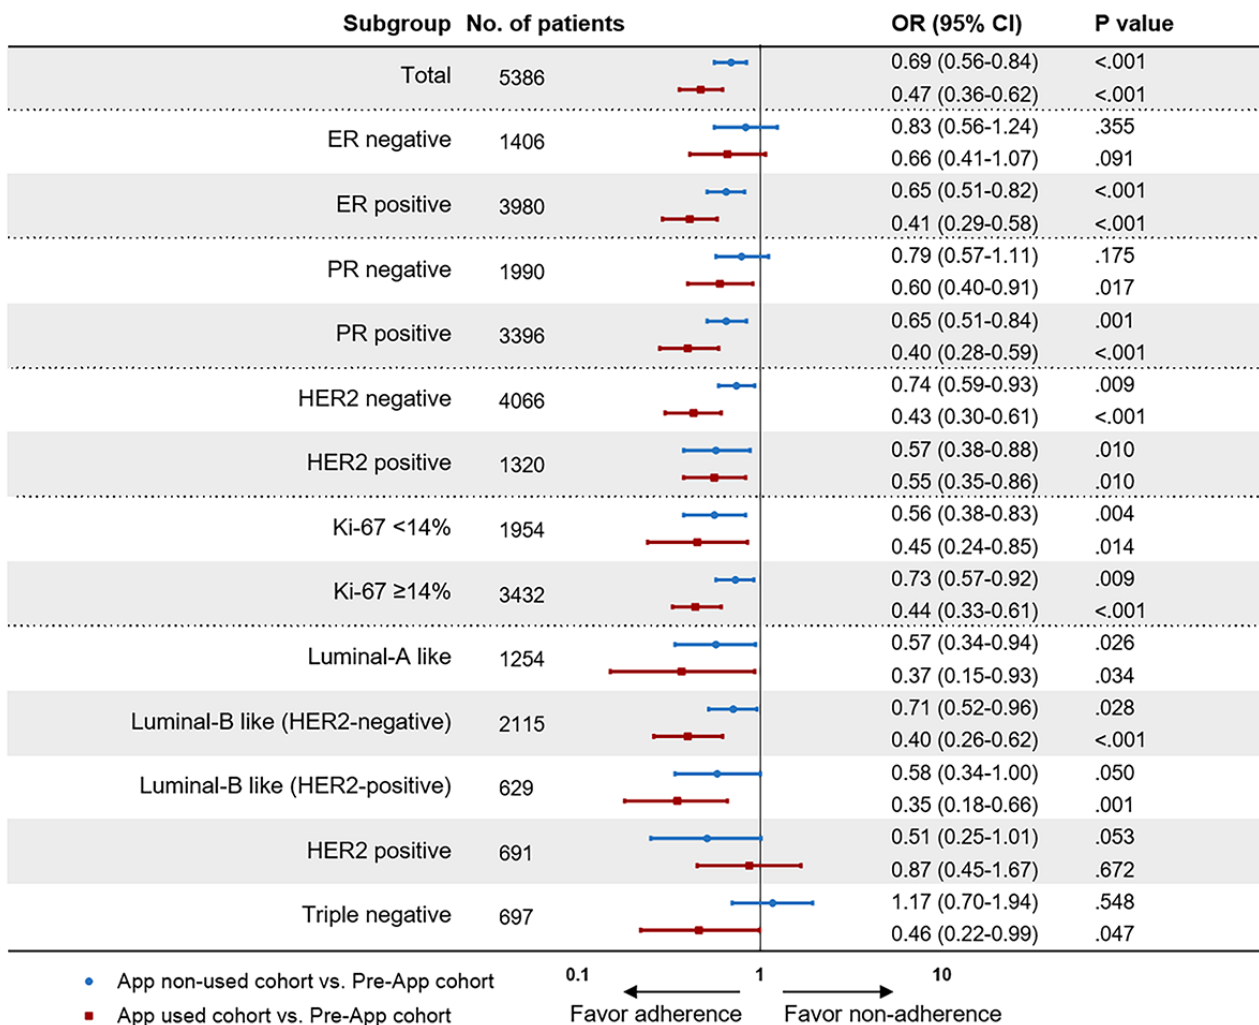 Subgroup No. of patients OR (95% CI) P value
Total 5386 0.69 (0.56-0.84) <.001
0.47 (0.36-0.62) <.001
ER negative 1406 0.83 (0.56-1.24) .355
0.66 (0.41-1.07) .091
ER positive 3980 0.65 (0.51-0.82) <.001
0.41 (0.29-0.58) <.001
PR negative 1990 0.79 (0.57-1.11) .175
0.60 (0.40-0.91) .017
PR positive 3396 0.65 (0.51-0.84) .001
0.40 (0.28-0.59) <.001
HER2 negative 4066 0.74 (0.59-0.93) .009
0.43 (0.30-0.61) <.001
HER2 positive 1320 0.57 (0.38-0.88) .010
0.55 (0.35-0.86) .010
Ki-67 <14% 1954 0.56 (0.38-0.83) .004
0.45 (0.24-0.85) .014
Ki-67 ≥14% 3432 0.73 (0.57-0.92) .009
0.44 (0.33-0.61) <.001
Luminal-A like 1254 0.57 (0.34-0.94) .026
0.37 (0.15-0.93) .034
Luminal-B like (HER2-negative) 2115 0.71 (0.52-0.96) .028
0.40 (0.26-0.62) <.001
Luminal-B like (HER2-positive) 629 0.58 (0.34-1.00) .050
0.35 (0.18-0.66) .001
HER2 positive 691 0.51 (0.25-1.01) .053
0.87 (0.45-1.67) .672
Triple negative 697 1.17 (0.70-1.94) .548
0.46 (0.22-0.99) .047
App non-used cohort vs. Pre-App cohort 0.1 1 10
App used cohort vs. Pre-App cohort Favor adherence Favor non-adherence